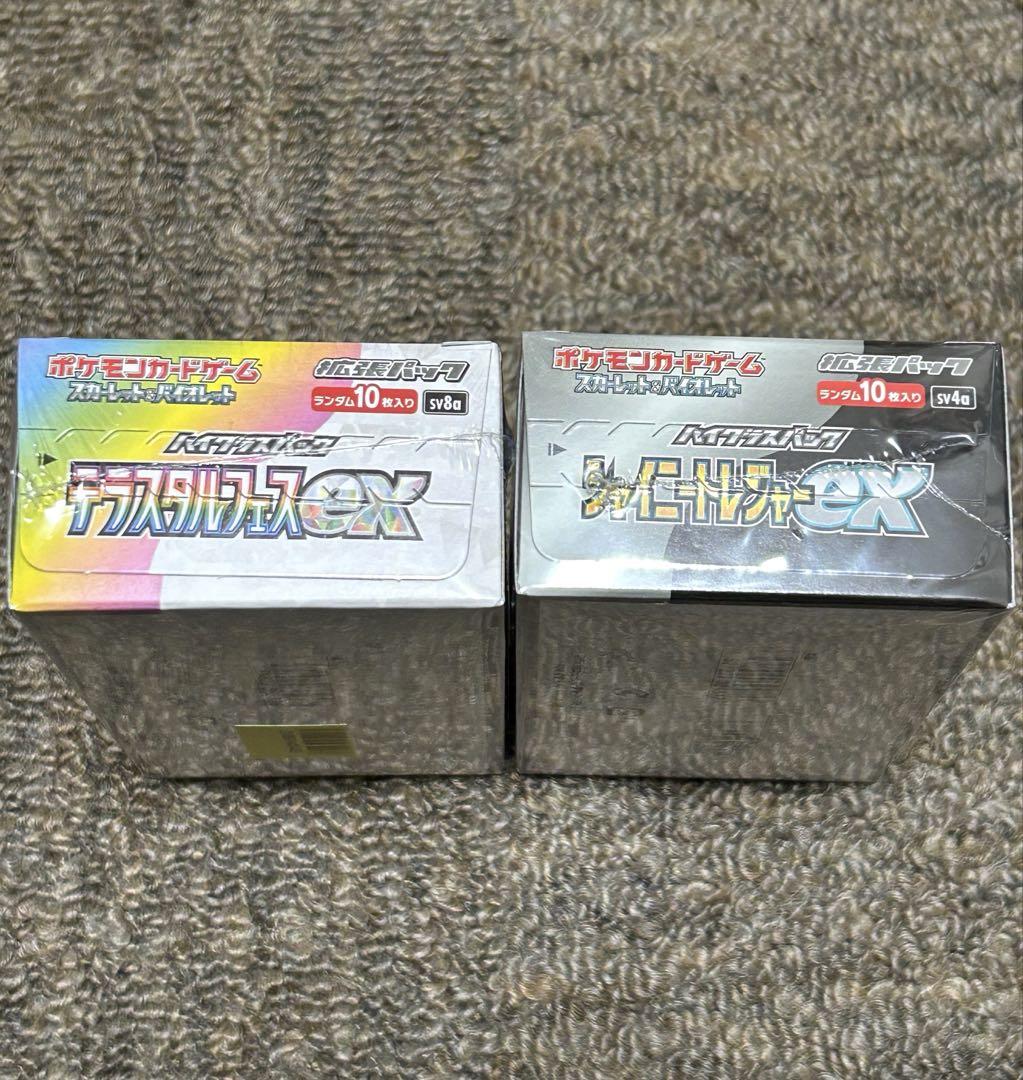 ポケモンカードゲーム
スカーレット&バイオレット
拡張パック
ランダム10枚入り
sv8a
ハイクラスパック
テラスタルフェスex
ポケモンカードゲーム
スカーレット&バイオレット
拡張パック
ランダム10枚入り
sv4a
ハイクラスパック
シャイニートレジャーex